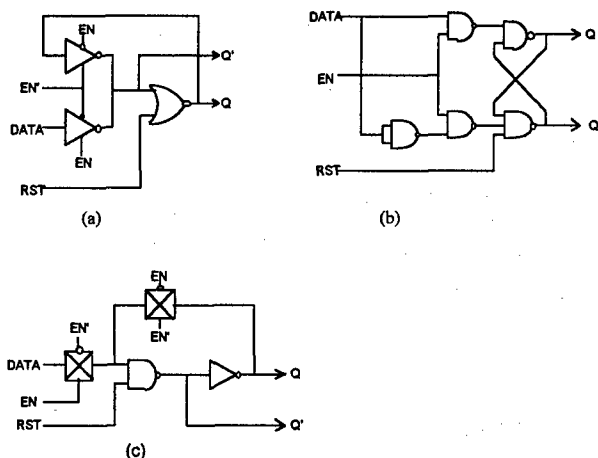 EN
Q'
EN'
Q
DATA
EN
RST
(a)
DATA
Q
EN
Q
RST
(b)
EN
EN'
EN'
DATA
Q
EN
RST
Q'
(c)